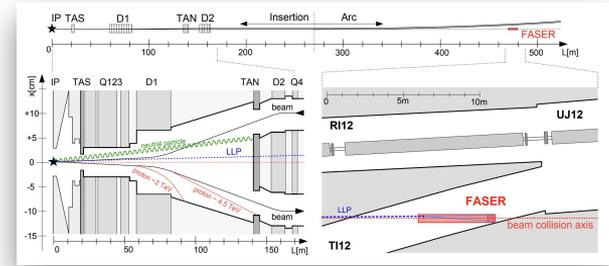 IP TAS D1 TAN D2 Insertion Arc
FASER
0 100 200 300 400 500 L[m]
IP TAS Q123 D1 TAN D2 Q4
x[cm]
+10
+5
0
-5
-10
-15
beam
neutral particle
LLP
proton ~2 TeV
proton ~ 4.5 TeV
beam
0 50 100 150 L[m]
0 5m 10m
RI12
UJ12
FASER
LLP
beam collision axis
TI12